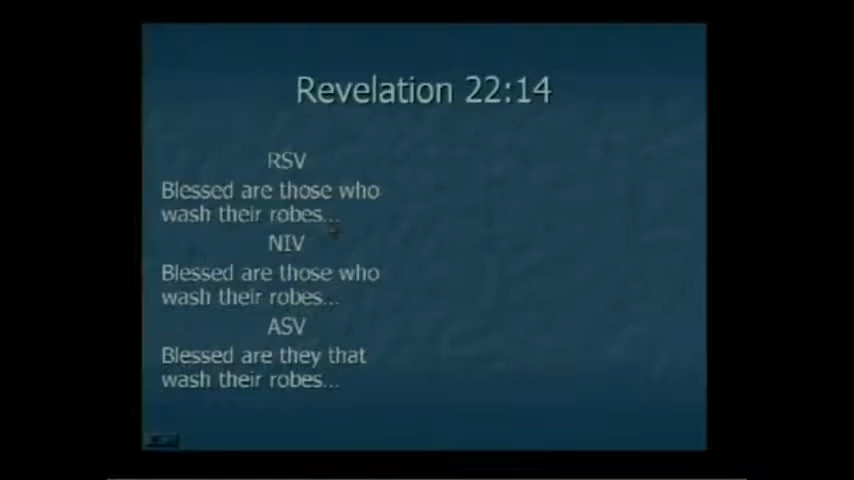 Revelation 22:14
RSV
Blessed are those who
wash their robes...
NIV
Blessed are those who
wash their robes...
ASV
Blessed are they that
wash their robes...